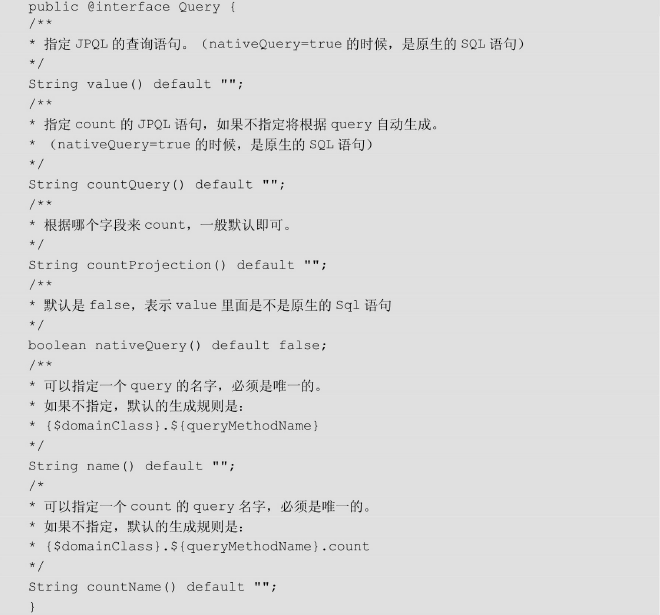 public @interface Query {
/**
* 指定 JPQL 的查询语句。（nativeQuery=true 的时候，是原生的 SQL 语句）
*/
String value() default "";
/**
* 指定 count 的 JPQL 语句，如果不指定将根据 query 自动生成。
* （nativeQuery=true 的时候，是原生的 SQL 语句）
*/
String countQuery() default "";
/**
* 根据哪个字段来 count，一般默认即可。
*/
String countProjection() default "";
/**
* 默认是 false，表示 value 里面是不是原生的 Sql 语句
*/
boolean nativeQuery() default false;
/**
* 可以指定一个 query 的名字，必须是唯一的。
* 如果不指定，默认的生成规则是：
* {$domainClass}.${queryMethodName}
*/
String name() default "";
/*
* 可以指定一个 count 的 query 名字，必须是唯一的。
* 如果不指定，默认的生成规则是：
* {$domainClass}.${queryMethodName}.count
*/
String countName() default "";
}